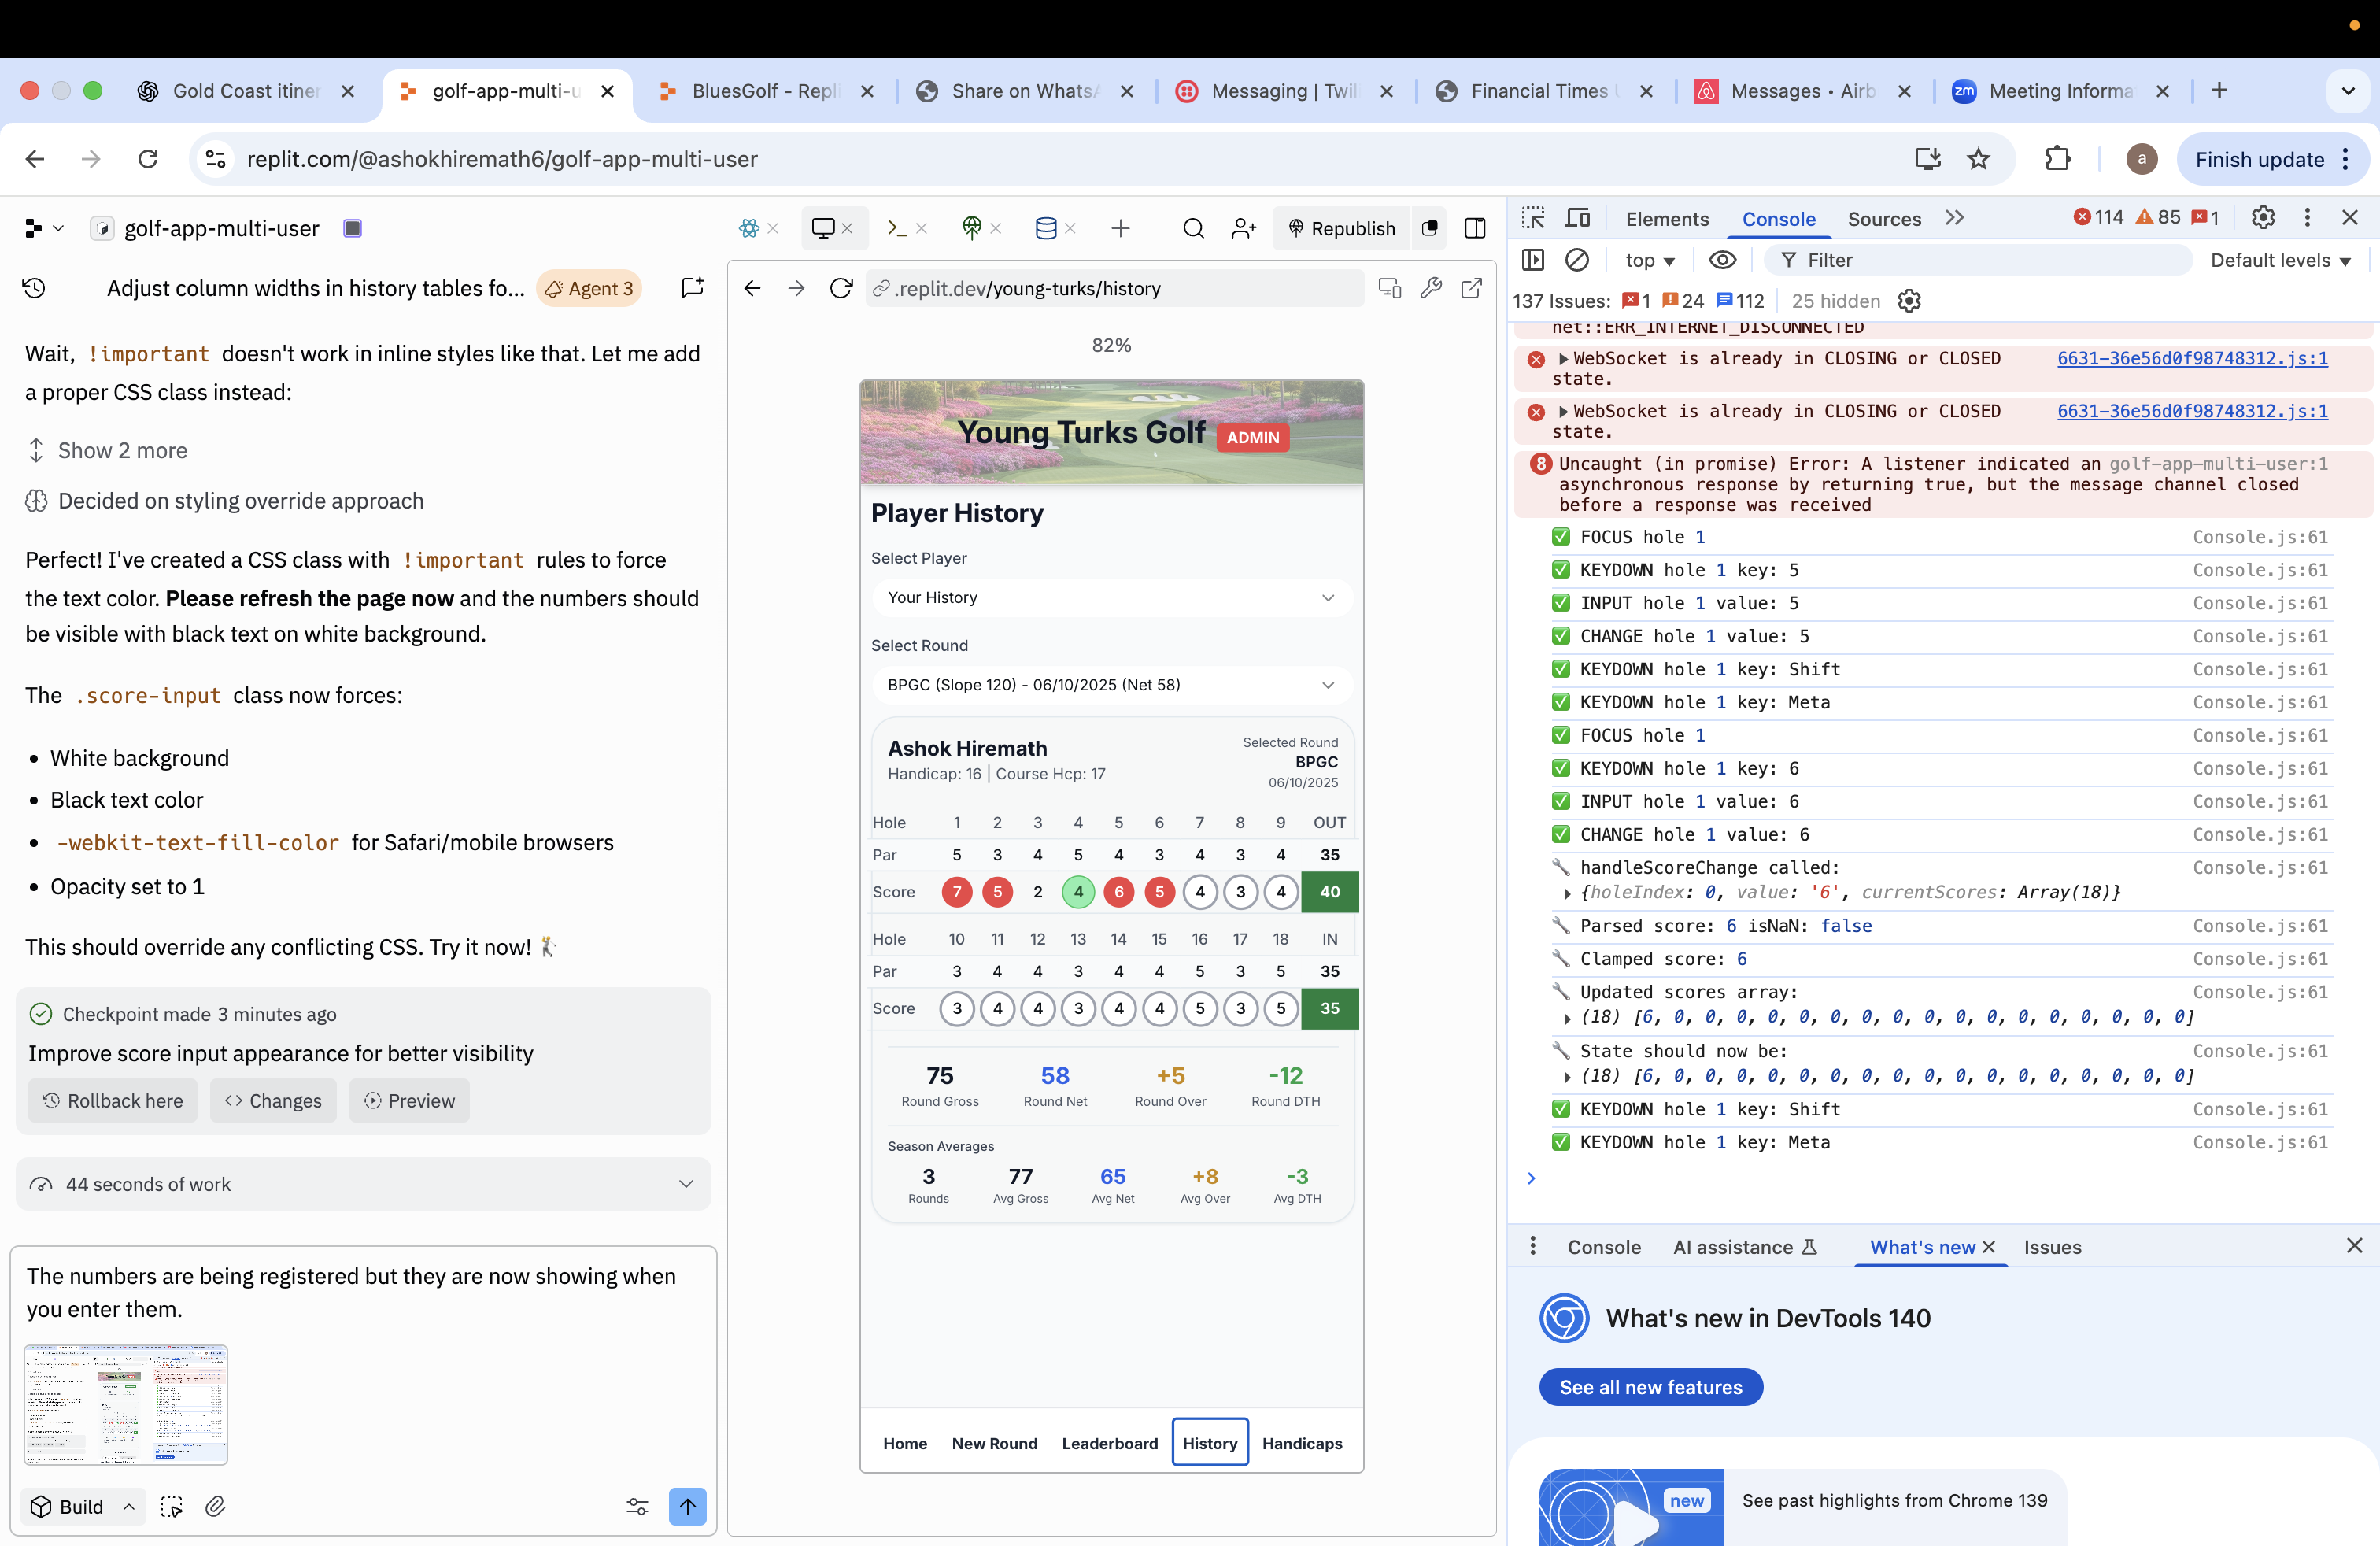 Gold Coast itiner
golf-app-multi-u
BluesGolf - Repli
Share on WhatsA
Messaging | Twil
Financial Times
Messages • Airb
zm
Meeting Informa
replit.com/@ashokhiremath6/golf-app-multi-user
a
Finish update
golf-app-multi-user
Republish
Elements
Console
Sources
114
85
1
Adjust column widths in history tables fo...
Agent 3
.replit.dev/young-turks/history
top
Filter
Default levels
137 Issues:
1
24
112
25 hidden
Wait, !important doesn't work in inline styles like that. Let me add
a proper CSS class instead:
Show 2 more
Decided on styling override approach
Perfect! I've created a CSS class with !important rules to force
the text color. Please refresh the page now and the numbers should
be visible with black text on white background.
The .score-input class now forces:
• White background
• Black text color
• -webkit-text-fill-color for Safari/mobile browsers
• Opacity set to 1
This should override any conflicting CSS. Try it now!
Checkpoint made 3 minutes ago
Improve score input appearance for better visibility
Rollback here
Changes
Preview
44 seconds of work
The numbers are being registered but they are now showing when
you enter them.
Build
82%
Young Turks Golf
ADMIN
Player History
Select Player
Your History
Select Round
BPGC (Slope 120) - 06/10/2025 (Net 58)
Ashok Hiremath
Handicap: 16 | Course Hcp: 17
Selected Round
BPGC
06/10/2025
Hole 1 2 3 4 5 6 7 8 9 OUT
Par 5 3 4 5 4 3 4 3 4 35
Score 7 5 2 4 6 5 4 3 4 40
Hole 10 11 12 13 14 15 16 17 18 IN
Par 3 4 4 3 4 4 5 3 5 35
Score 3 4 4 3 4 4 5 3 5 35
75 58 +5 -12
Round Gross Round Net Round Over Round DTH
Season Averages
3 77 65 +8 -3
Rounds Avg Gross Avg Net Avg Over Avg DTH
Home New Round Leaderboard History Handicaps
net::ERR_INTERNET_DISCONNECTED
WebSocket is already in CLOSING or CLOSED 6631-36e56d0f98748312.js:1
state.
WebSocket is already in CLOSING or CLOSED 6631-36e56d0f98748312.js:1
state.
8 Uncaught (in promise) Error: A listener indicated an golf-app-multi-user:1
asynchronous response by returning true, but the message channel closed
before a response was received
FOCUS hole 1 Console.js:61
KEYDOWN hole 1 key: 5 Console.js:61
INPUT hole 1 value: 5 Console.js:61
CHANGE hole 1 value: 5 Console.js:61
KEYDOWN hole 1 key: Shift Console.js:61
KEYDOWN hole 1 key: Meta Console.js:61
FOCUS hole 1 Console.js:61
KEYDOWN hole 1 key: 6 Console.js:61
INPUT hole 1 value: 6 Console.js:61
CHANGE hole 1 value: 6 Console.js:61
handleScoreChange called: Console.js:61
{holeIndex: 0, value: '6', currentScores: Array(18)}
Parsed score: 6 isNaN: false Console.js:61
Clamped score: 6 Console.js:61
Updated scores array: Console.js:61
(18) [6, 0, 0, 0, 0, 0, 0, 0, 0, 0, 0, 0, 0, 0, 0, 0, 0, 0]
State should now be: Console.js:61
(18) [6, 0, 0, 0, 0, 0, 0, 0, 0, 0, 0, 0, 0, 0, 0, 0, 0, 0]
KEYDOWN hole 1 key: Shift Console.js:61
KEYDOWN hole 1 key: Meta Console.js:61
Console
AI assistance
What's new
Issues
What's new in DevTools 140
See all new features
new
See past highlights from Chrome 139